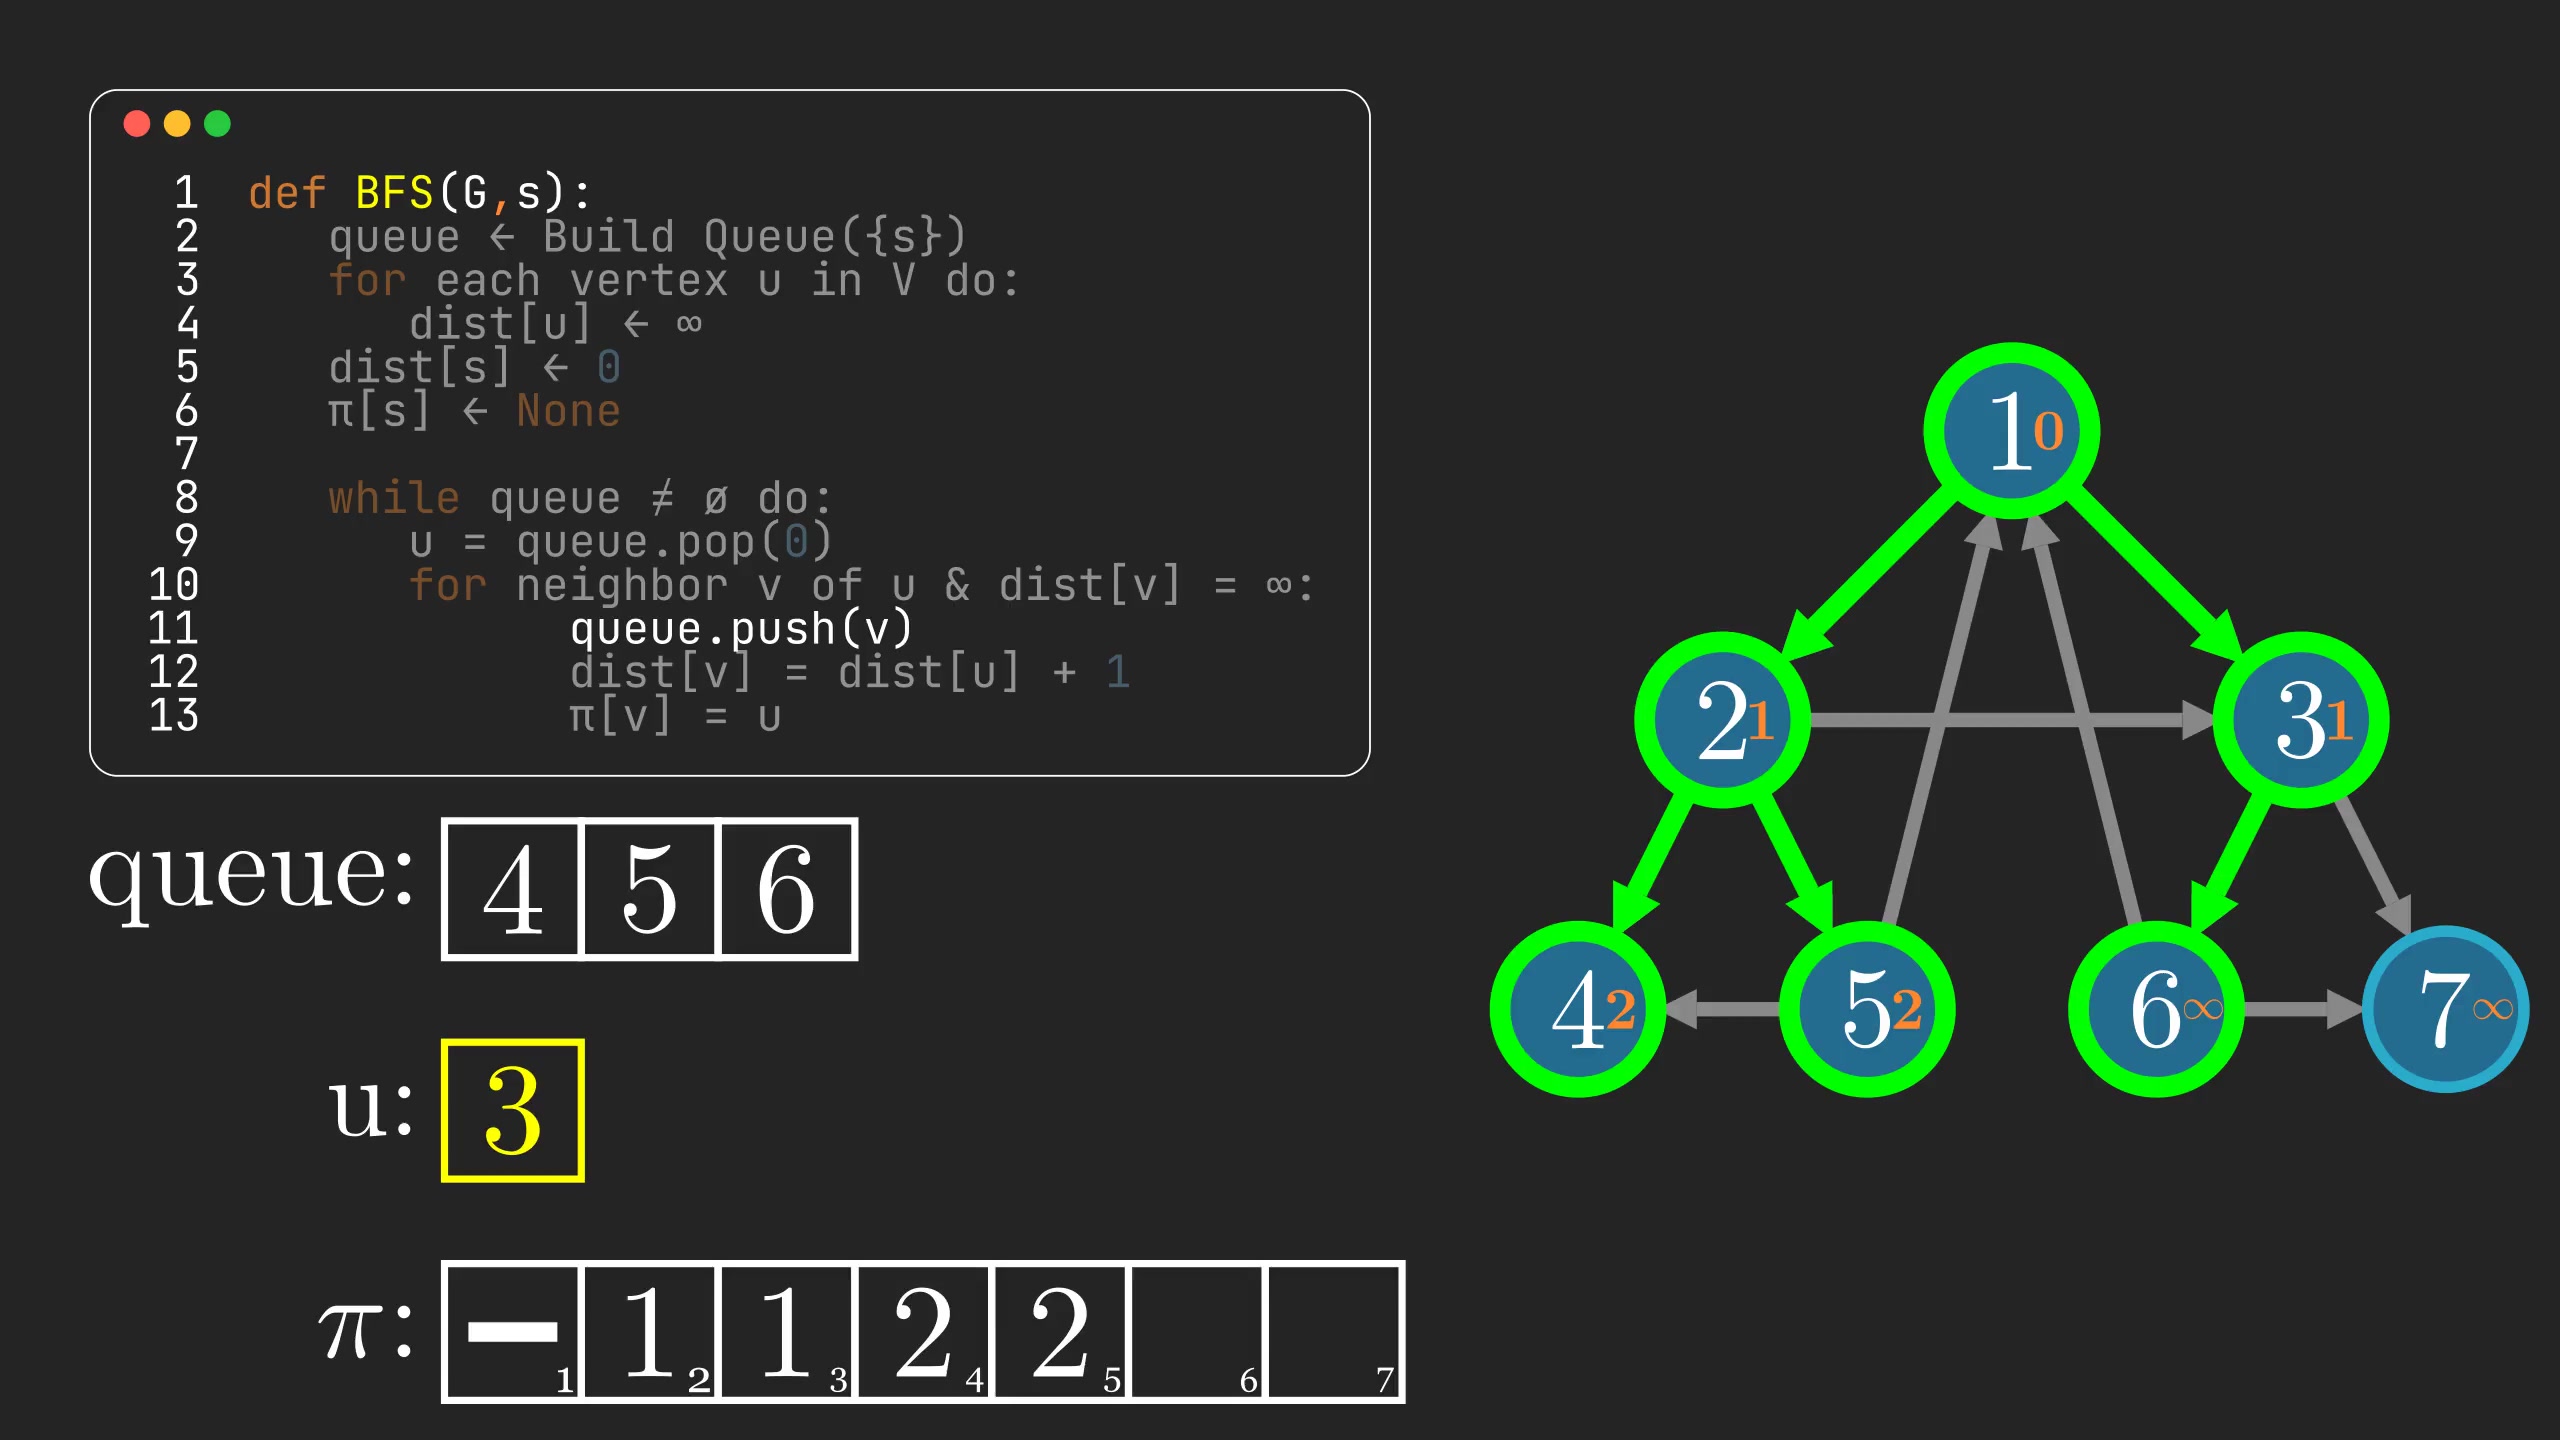 1 def BFS(G,s):
2 queue ← Build Queue({s})
3 for each vertex u in V do:
4 dist[u] ← ∞
5 dist[s] ← 0
6 π[s] ← None
7
8 while queue ≠ ø do:
9 u = queue.pop(0)
10 for neighbor v of u & dist[v] = ∞:
11 queue.push(v)
12 dist[v] = dist[u] + 1
13 π[v] = u
queue: 4 5 6
u: 3
π: – 1 1 2 2
1 2 3 4 5 6 7
1 0
2 1
3 1
4 2
5 2
6 ∞
7 ∞